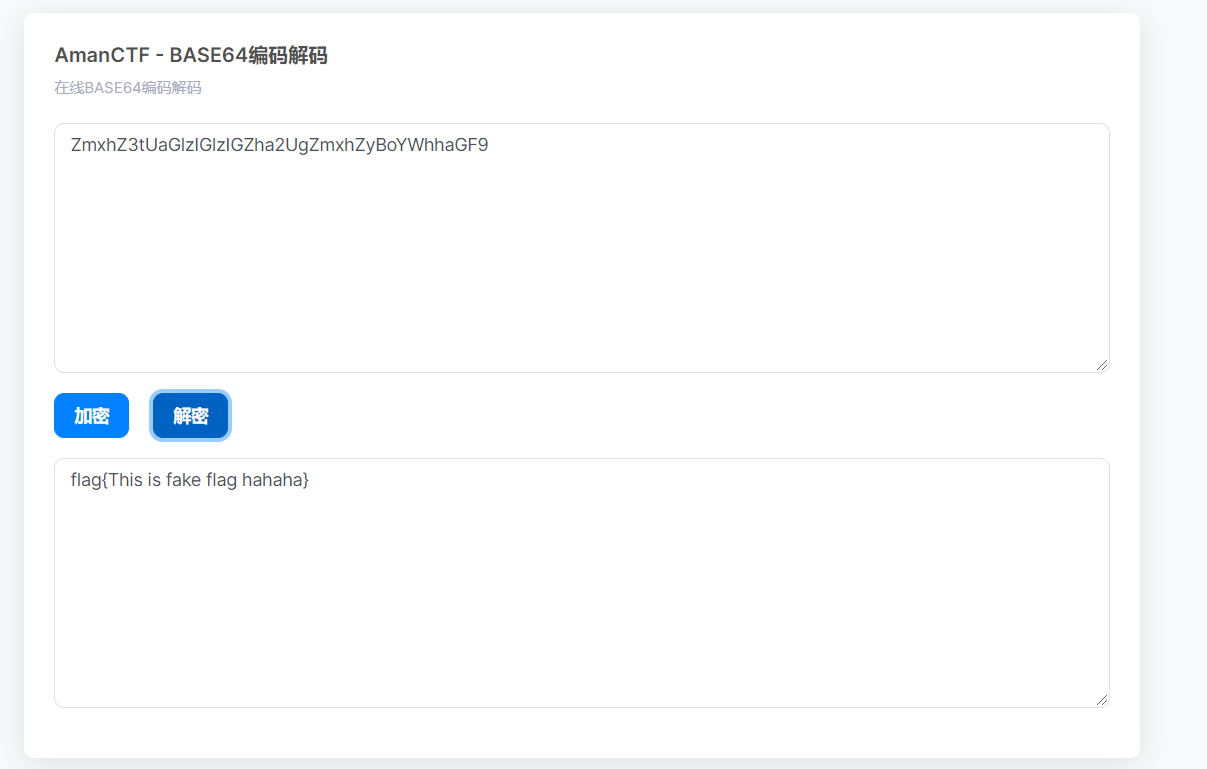 AmanCTF - BASE64编码解码
在线BASE64编码解码
ZmxhZ3tUaGlzIGlzIGZha2UgZmxhZyBoYWhhaGF9
加密 解密
flag{This is fake flag hahaha}